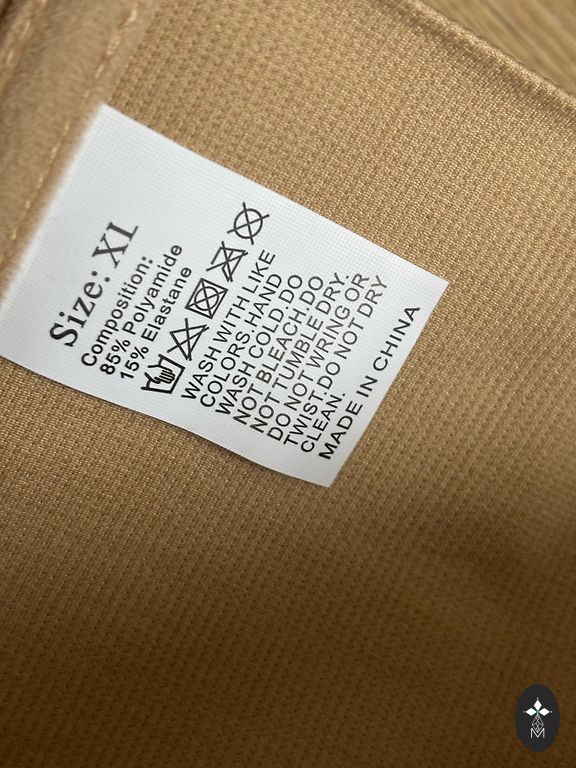 Size: XL
Composition:
85% Polyamide
15% Elastane
WASH WITH LIKE
COLORS. HAND
WASH COLD DO
NOT BLEACH DO
NOT TUMBLE DRY.
DO NOT WRING OR
TWIST.DO NOT DRY
CLEAN.
MADE IN CHINA
M